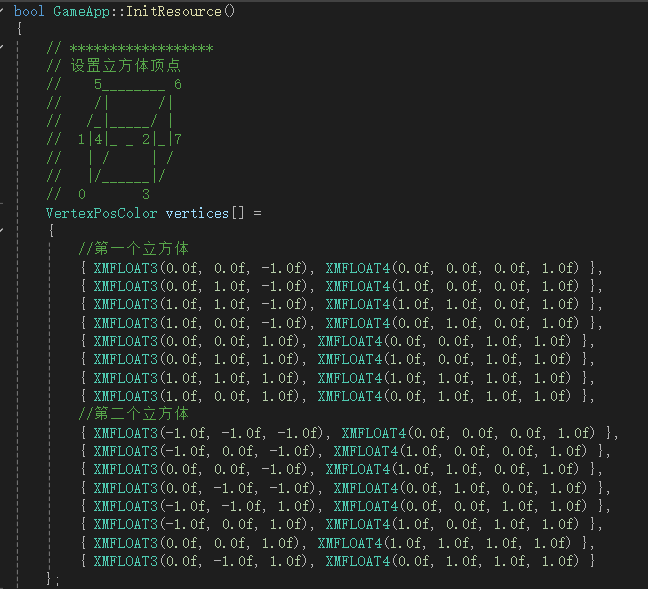 bool GameApp::InitResource()
{
    // ******************
    // 设置立方体顶点
    //    5________ 6
    //    /|      /|
    //   /_|_____/ |
    //  1|4|_ _ 2|_|7
    //   | /     | /
    //   |/______|/
    //  0       3
    VertexPosColor vertices[] =
    {
        //第一个立方体
        { XMFLOAT3(0.0f, 0.0f, -1.0f), XMFLOAT4(0.0f, 0.0f, 0.0f, 1.0f) },
        { XMFLOAT3(0.0f, 1.0f, -1.0f), XMFLOAT4(1.0f, 0.0f, 0.0f, 1.0f) },
        { XMFLOAT3(1.0f, 1.0f, -1.0f), XMFLOAT4(1.0f, 1.0f, 0.0f, 1.0f) },
        { XMFLOAT3(1.0f, 0.0f, -1.0f), XMFLOAT4(0.0f, 1.0f, 0.0f, 1.0f) },
        { XMFLOAT3(0.0f, 0.0f, 1.0f), XMFLOAT4(0.0f, 0.0f, 1.0f, 1.0f) },
        { XMFLOAT3(0.0f, 1.0f, 1.0f), XMFLOAT4(1.0f, 0.0f, 1.0f, 1.0f) },
        { XMFLOAT3(1.0f, 1.0f, 1.0f), XMFLOAT4(1.0f, 1.0f, 1.0f, 1.0f) },
        { XMFLOAT3(1.0f, 0.0f, 1.0f), XMFLOAT4(0.0f, 1.0f, 1.0f, 1.0f) },
        //第二个立方体
        { XMFLOAT3(-1.0f, -1.0f, -1.0f), XMFLOAT4(0.0f, 0.0f, 0.0f, 1.0f) },
        { XMFLOAT3(-1.0f, 0.0f, -1.0f), XMFLOAT4(1.0f, 0.0f, 0.0f, 1.0f) },
        { XMFLOAT3(0.0f, 0.0f, -1.0f), XMFLOAT4(1.0f, 1.0f, 0.0f, 1.0f) },
        { XMFLOAT3(0.0f, -1.0f, -1.0f), XMFLOAT4(0.0f, 1.0f, 0.0f, 1.0f) },
        { XMFLOAT3(-1.0f, -1.0f, 1.0f), XMFLOAT4(0.0f, 0.0f, 1.0f, 1.0f) },
        { XMFLOAT3(-1.0f, 0.0f, 1.0f), XMFLOAT4(1.0f, 0.0f, 1.0f, 1.0f) },
        { XMFLOAT3(0.0f, 0.0f, 1.0f), XMFLOAT4(1.0f, 1.0f, 1.0f, 1.0f) },
        { XMFLOAT3(0.0f, -1.0f, 1.0f), XMFLOAT4(0.0f, 1.0f, 1.0f, 1.0f) }
    };